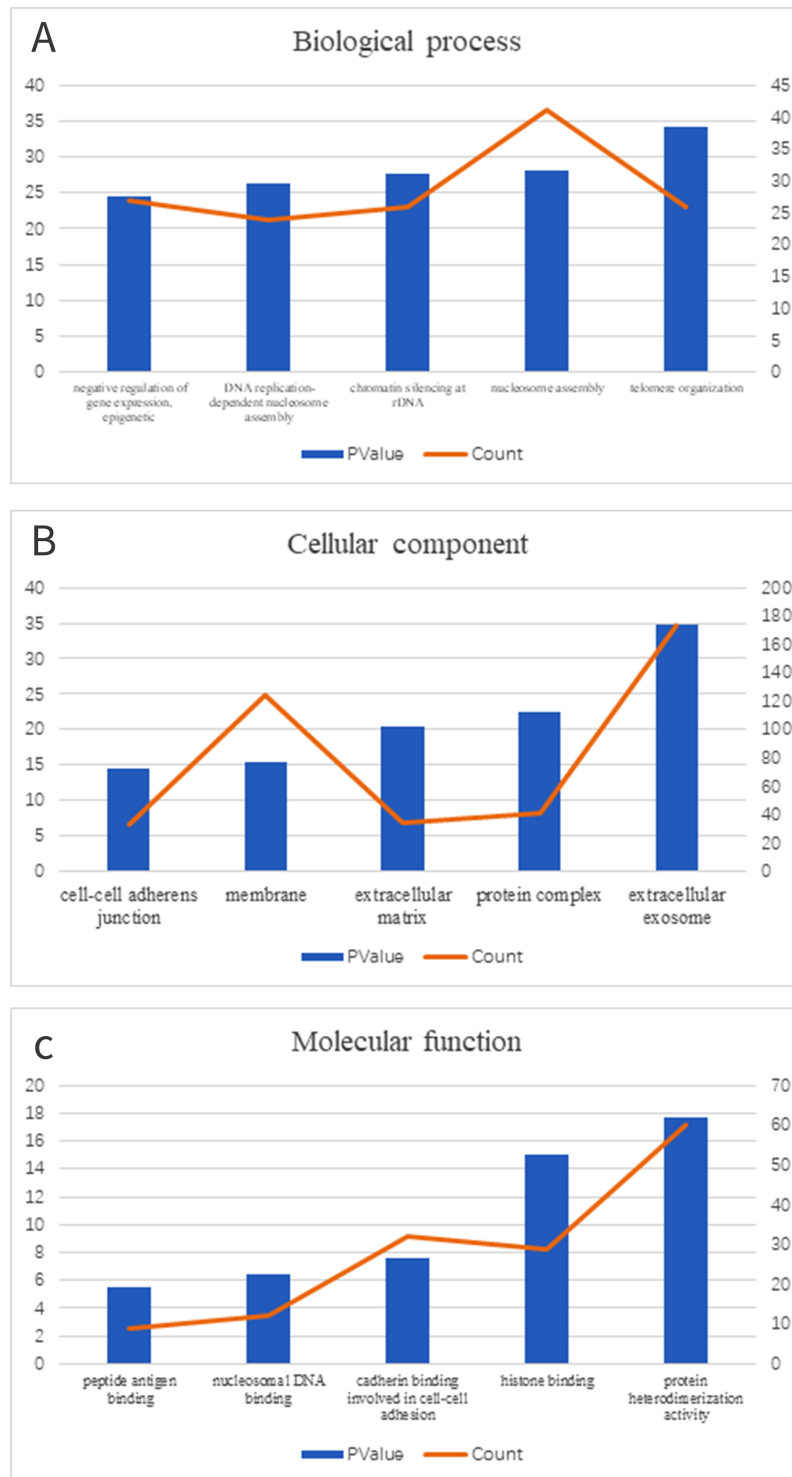 A
Biological process
40 45
35 40
30 35
25 30
20 25
15 20
10 15
5 10
0 5
0
negative regulation of gene expression, epigenetic
DNA replication-dependent nucleosome assembly
chromatin silencing at rDNA
nucleosome assembly
telomere organization
PValue Count
B
Cellular component
40 200
35 180
30 160
25 140
20 120
15 100
10 80
5 60
0 40
20
0
cell-cell adherens junction
membrane
extracellular matrix
protein complex
extracellular exosome
PValue Count
C
Molecular function
20 70
18 60
16 50
14 40
12 30
10 20
8 10
6 0
4
2
0
peptide antigen binding
nucleosomal DNA binding
cadherin binding involved in cell-cell adhesion
histone binding
protein heterodimerization activity
PValue Count